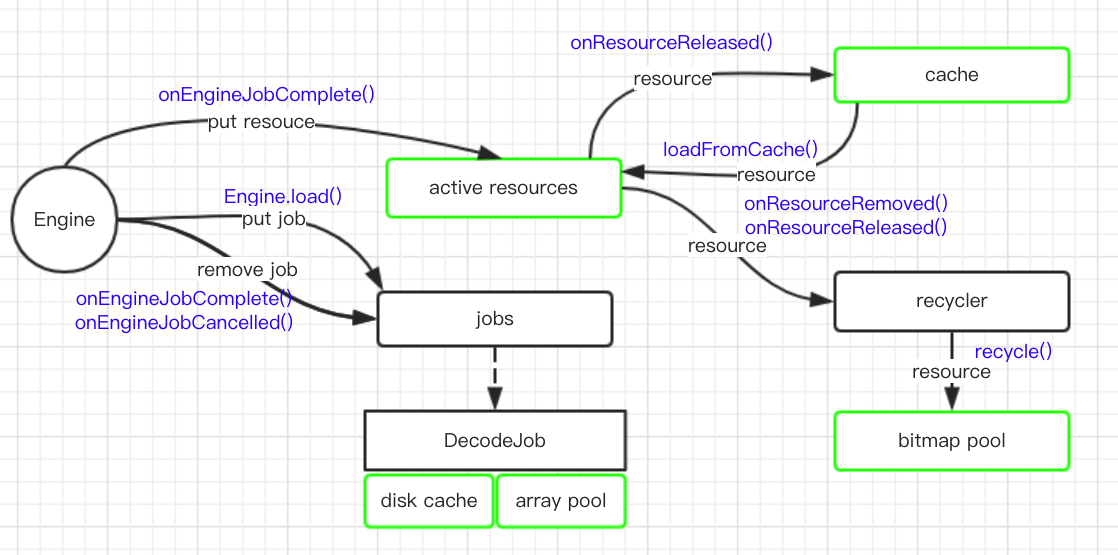 onResourceReleased()
resource
cache
onEngineJobComplete()
put resouce
loadFromCache()
resource
active resources
Engine.load()
put job
onResourceRemoved()
onResourceReleased()
resource
Engine
remove job
onEngineJobComplete()
onEngineJobCancelled()
jobs
recycler
recycle()
resource
DecodeJob
bitmap pool
disk cache
array pool